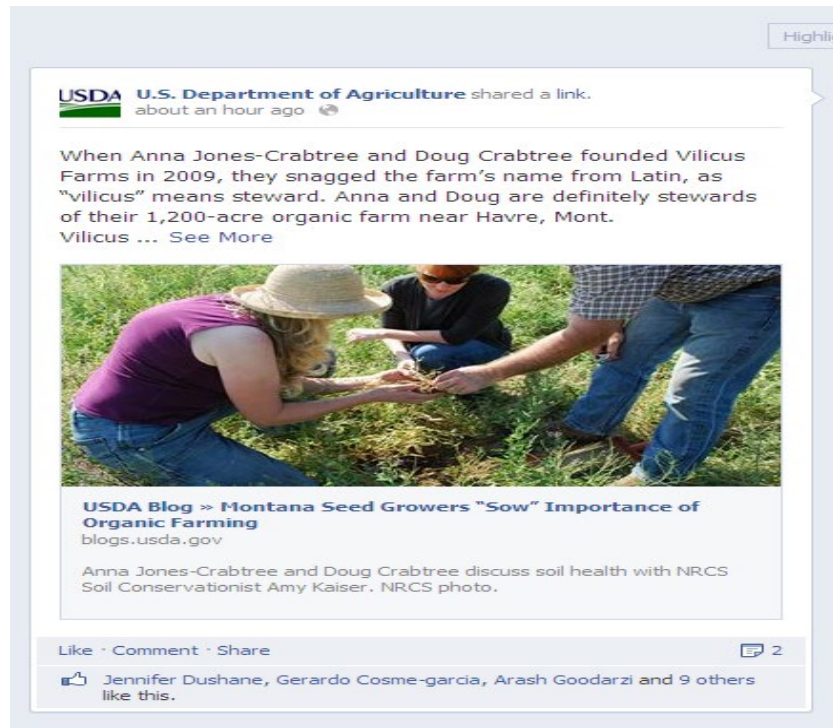 Highli
USDA U.S. Department of Agriculture shared a link.
about an hour ago
When Anna Jones-Crabtree and Doug Crabtree founded Vilicus
Farms in 2009, they snagged the farm's name from Latin, as
"vilicus" means steward. Anna and Doug are definitely stewards
of their 1,200-acre organic farm near Havre, Mont.
Vilicus ... See More
USDA Blog » Montana Seed Growers "Sow" Importance of
Organic Farming
blogs.usda.gov
Anna Jones-Crabtree and Doug Crabtree discuss soil health with NRCS
Soil Conservationist Amy Kaiser. NRCS photo.
Like · Comment · Share 2
Jennifer Dushane, Gerardo Cosme-garcia, Arash Goodarzi and 9 others
like this.